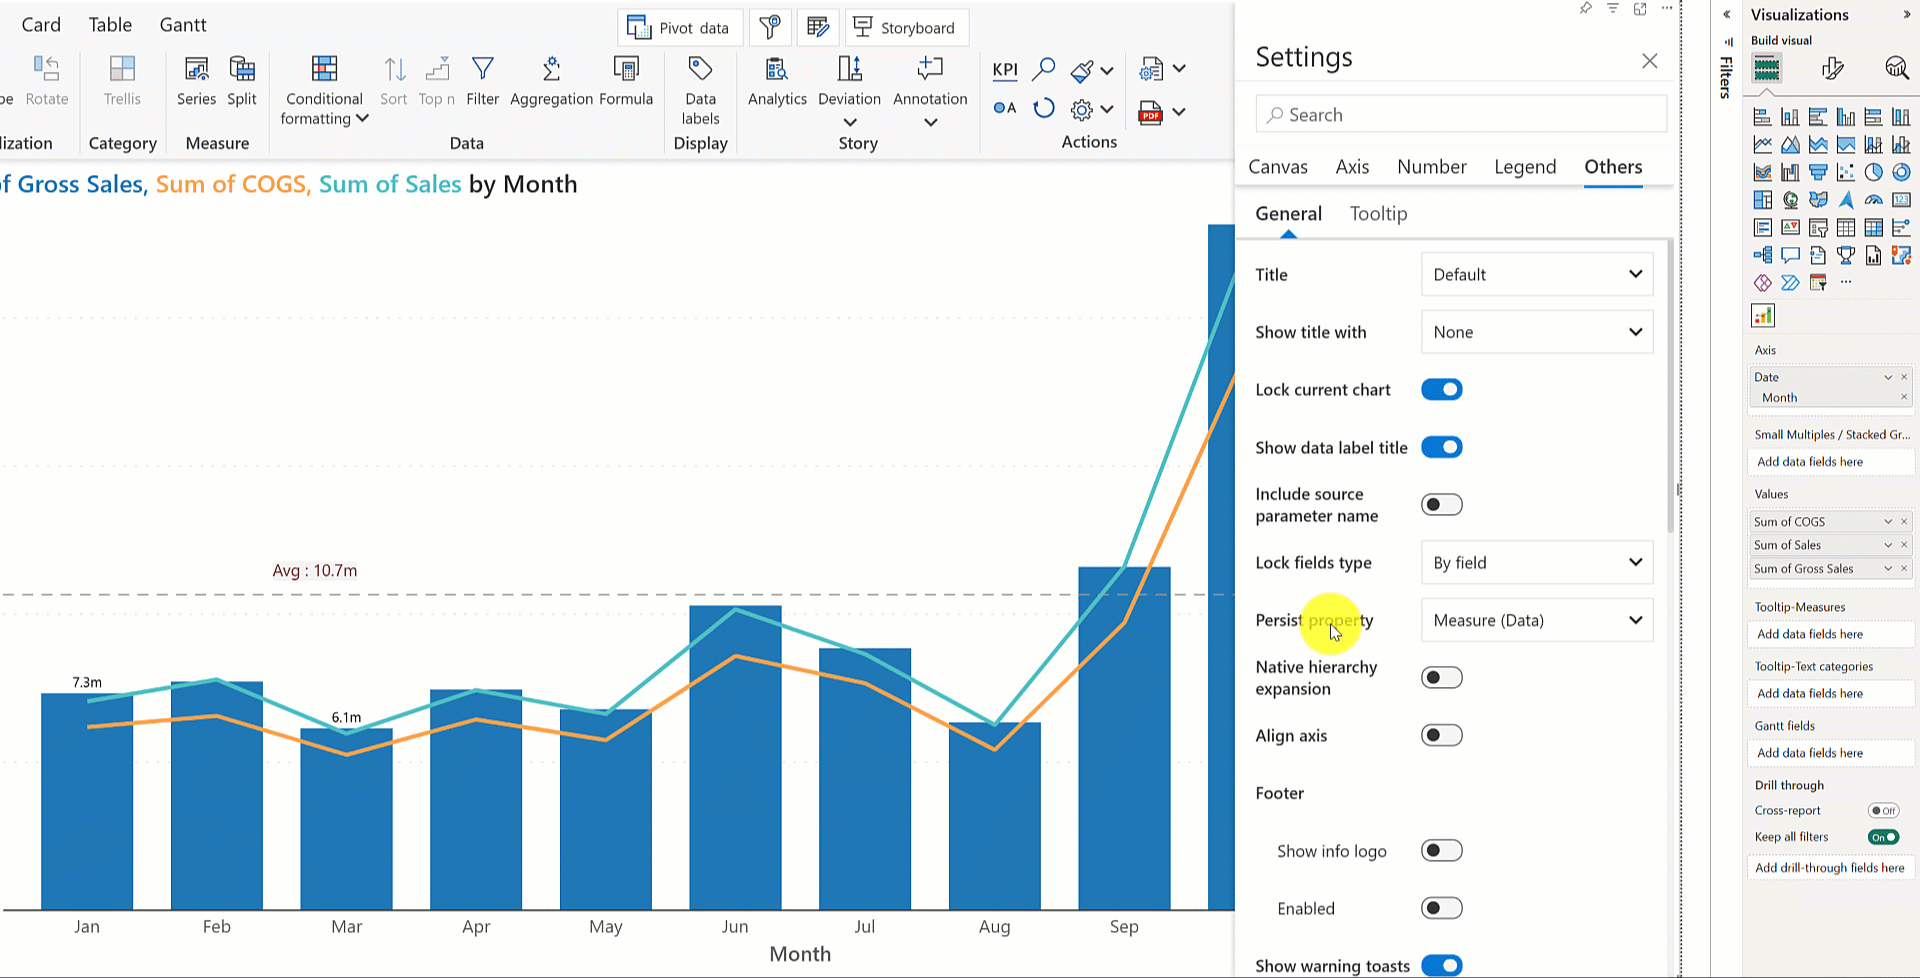 Card Table Gantt
Pivot data
Storyboard
Rotate
Trellis
Series Split
Conditional formatting
Sort Top n Filter Aggregation Formula
Data labels
Analytics Deviation Annotation
KPI
A
PDF
lization Category Measure Data Display Story Actions
of Gross Sales, Sum of COGS, Sum of Sales by Month
Avg : 10.7m
7.3m
6.1m
Jan Feb Mar Apr May Jun Jul Aug Sep
Month
Settings
Search
Canvas Axis Number Legend Others
General Tooltip
Title Default
Show title with None
Lock current chart
Show data label title
Include source
parameter name
Lock fields type By field
Persist property Measure (Data)
Native hierarchy
expansion
Align axis
Footer
Show info logo
Enabled
Show warning toasts
Filters
Visualizations
Build visual
123
Axis
Date
Month
Small Multiples / Stacked Gr...
Add data fields here
Values
Sum of COGS
Sum of Sales
Sum of Gross Sales
Tooltip-Measures
Add data fields here
Tooltip-Text categories
Add data fields here
Gantt fields
Add data fields here
Drill through
Cross-report Off
Keep all filters On
Add drill-through fields here